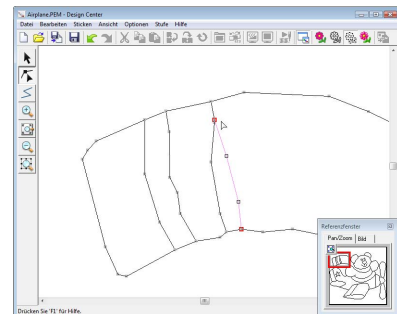 Airplane.PEM - Design Center
Datei Bearbeiten Sticken Ansicht Optionen Stufe Hilfe
Referenzfenster
Pan/Zoom Bild
Drücken Sie 'F1' für Hilfe.